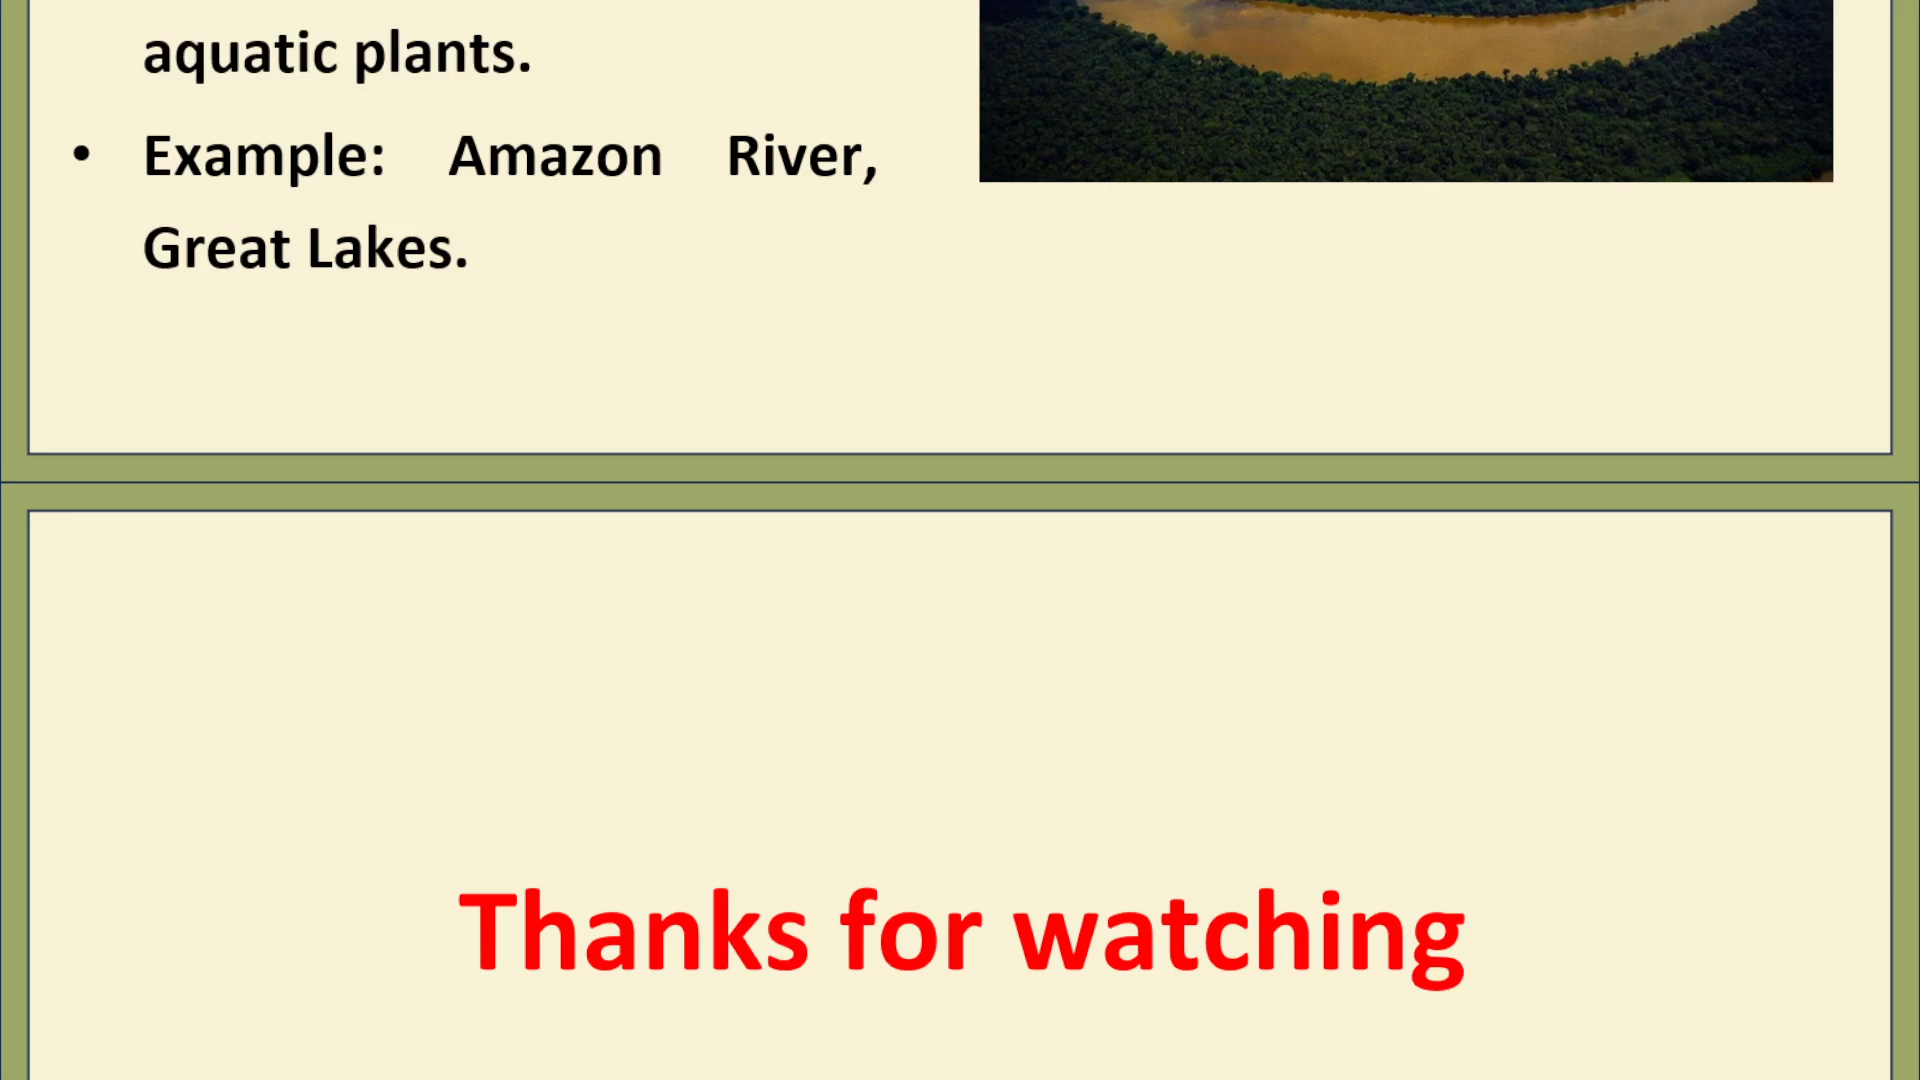 aquatic plants.
• Example: Amazon River,
Great Lakes.
Thanks for watching